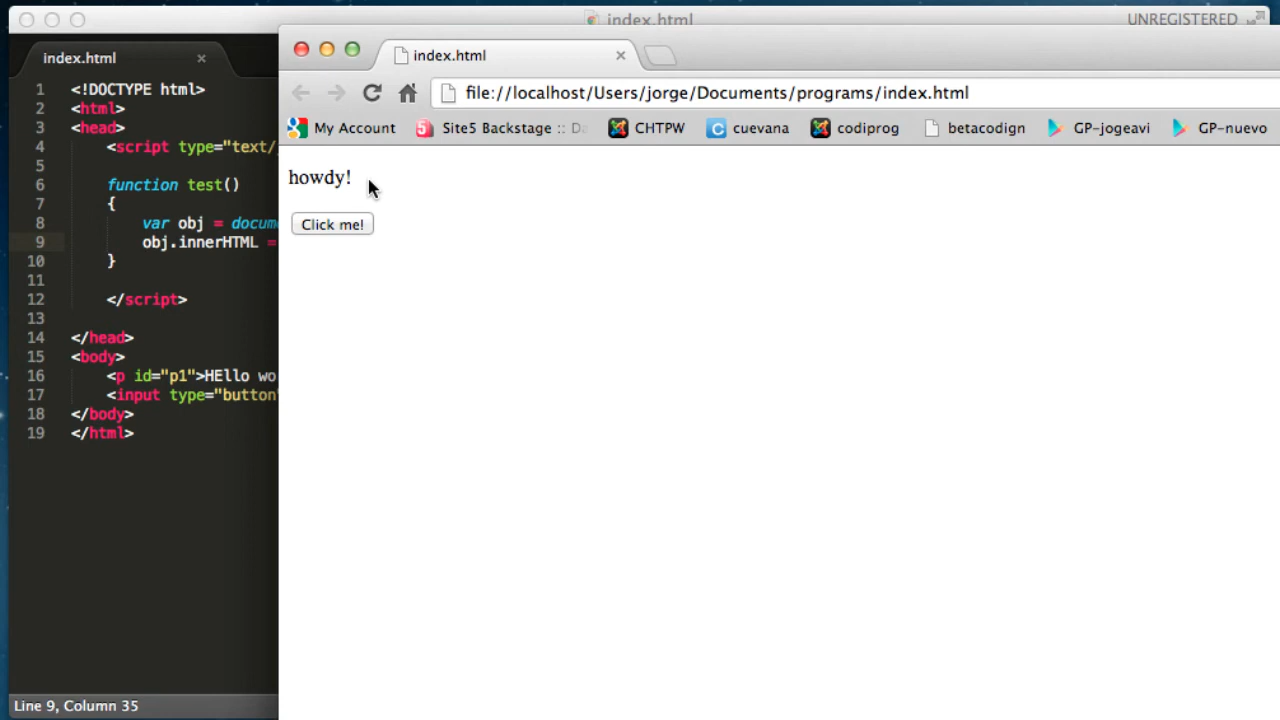 index.html
UNREGISTERED
index.html
1 <!DOCTYPE html>
2 <html>
3 <head>
4 <script type="text/
5
6 function test()
7 {
8 var obj = docum
9 obj.innerHTML =
10 }
11
12 </script>
13
14 </head>
15 <body>
16 <p id="p1">HEllo wo
17 <input type="button"
18 </body>
19 </html>
Line 9, Column 35
index.html
file://localhost/Users/jorge/Documents/programs/index.html
My Account Site5 Backstage :: CHTPW cuevana codiprog betacodign GP-jogeavi GP-nuevo
howdy!
Click me!